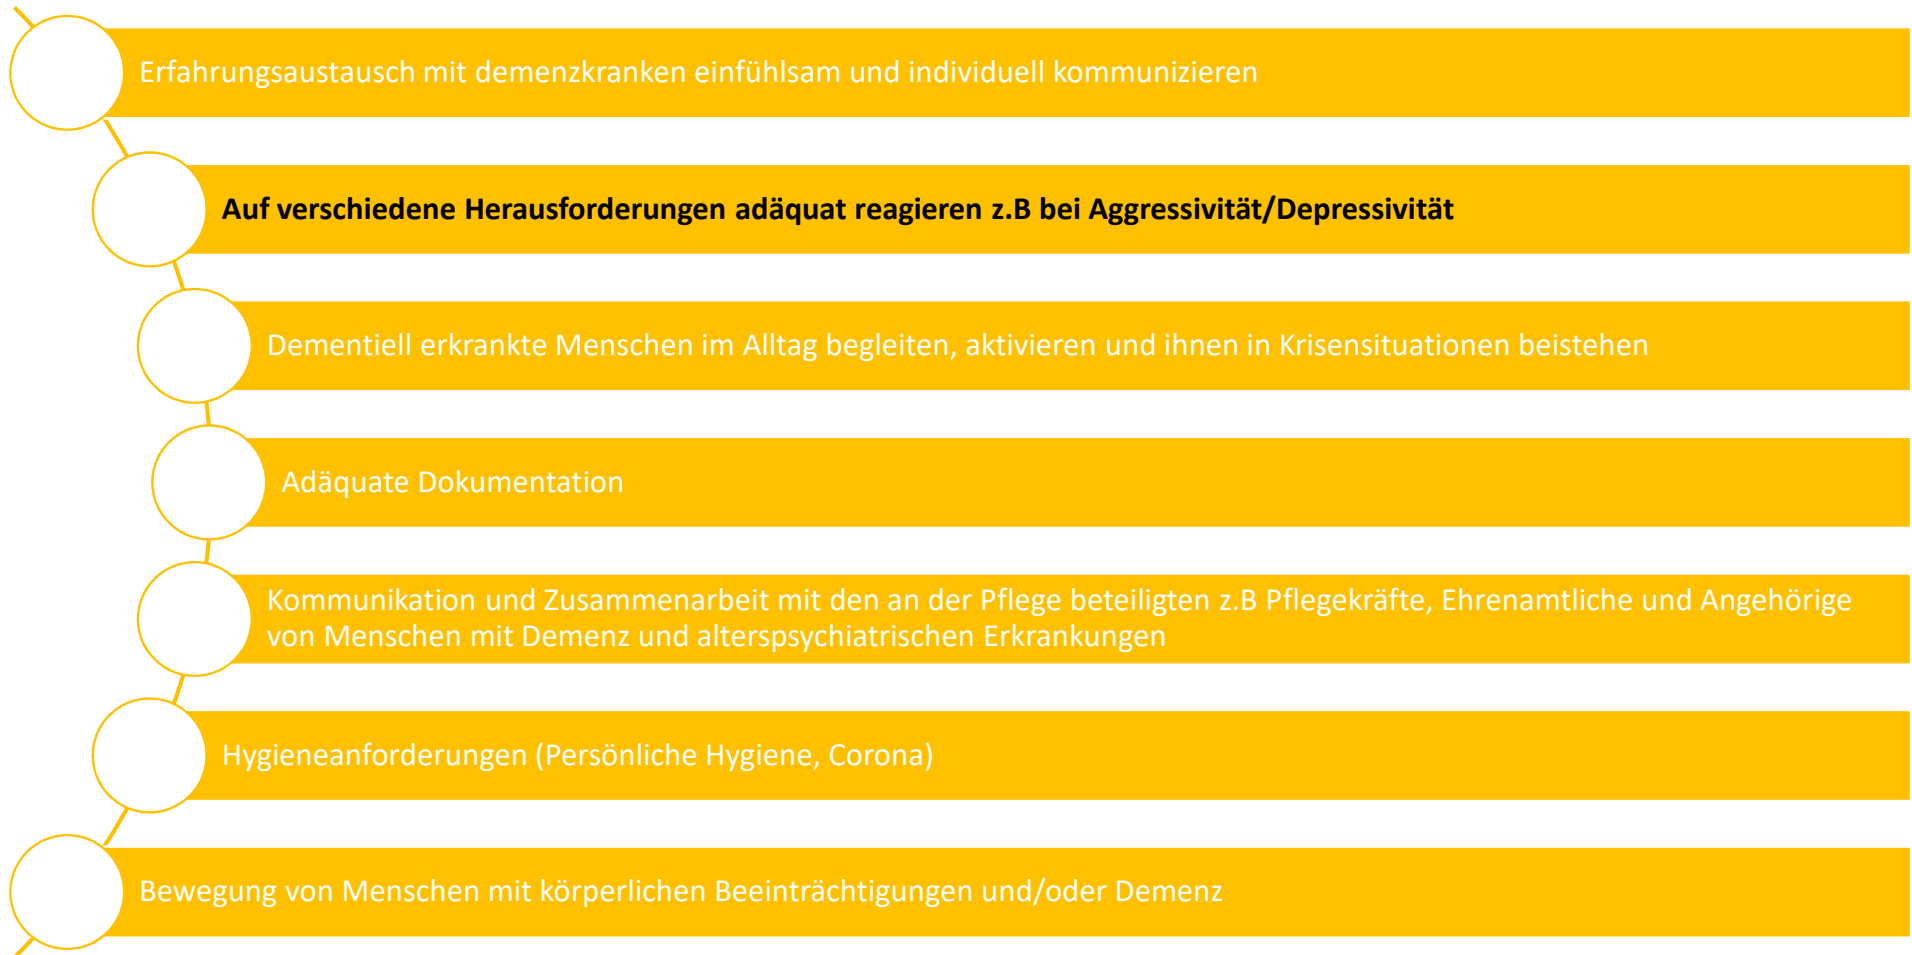 Erfahrungsaustausch mit demenzkranken einfühlsam und individuell kommunizieren
Auf verschiedene Herausforderungen adäquat reagieren z.B bei Aggressivität/Depressivität
Dementiell erkrankte Menschen im Alltag begleiten, aktivieren und ihnen in Krisensituationen beistehen
Adäquate Dokumentation
Kommunikation und Zusammenarbeit mit den an der Pflege beteiligten z.B Pflegekräfte, Ehrenamtliche und Angehörige
von Menschen mit Demenz und alterspsychiatrischen Erkrankungen
Hygieneanforderungen (Persönliche Hygiene, Corona)
Bewegung von Menschen mit körperlichen Beeinträchtigungen und/oder Demenz